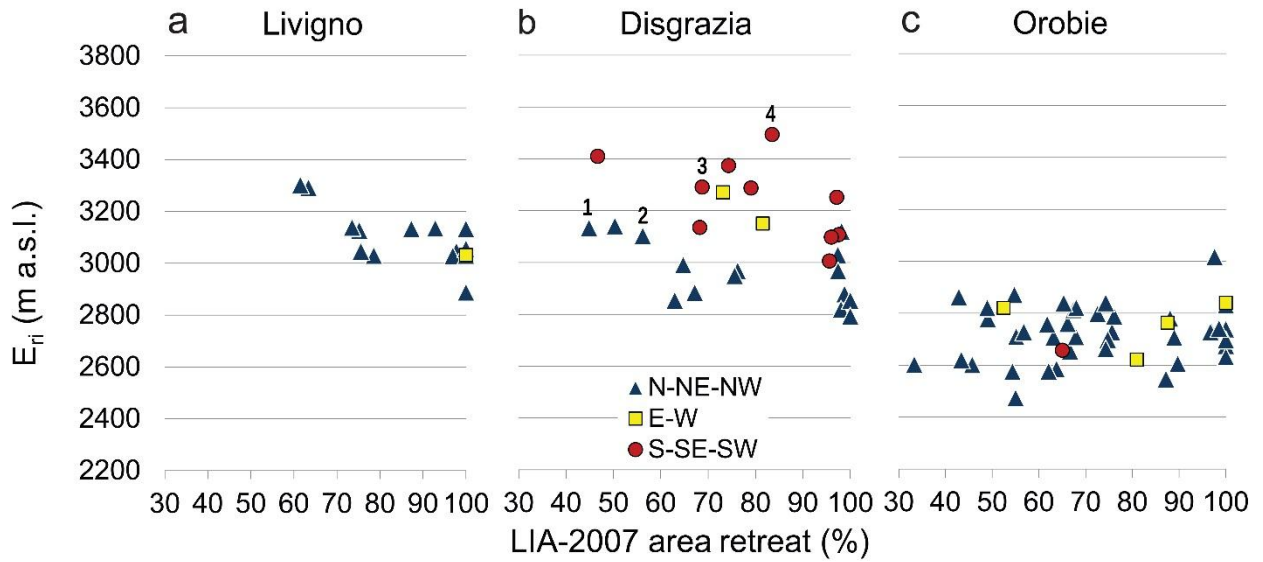 a Livigno b Disgrazia c Orobie
3800
3600
3400
3200
3000
2800
2600
2400
2200
E_ri (m a.s.l.)
4
3
1 2
N-NE-NW
E-W
S-SE-SW
30 40 50 60 70 80 90 100 30 40 50 60 70 80 90 100 30 40 50 60 70 80 90 100
LIA-2007 area retreat (%)